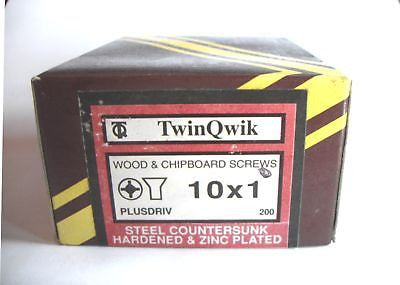 TwinQwik
WOOD & CHIPBOARD SCREWS
10x1
PLUSDRIV 200
STEEL COUNTERSUNK
HARDENED & ZINC PLATED